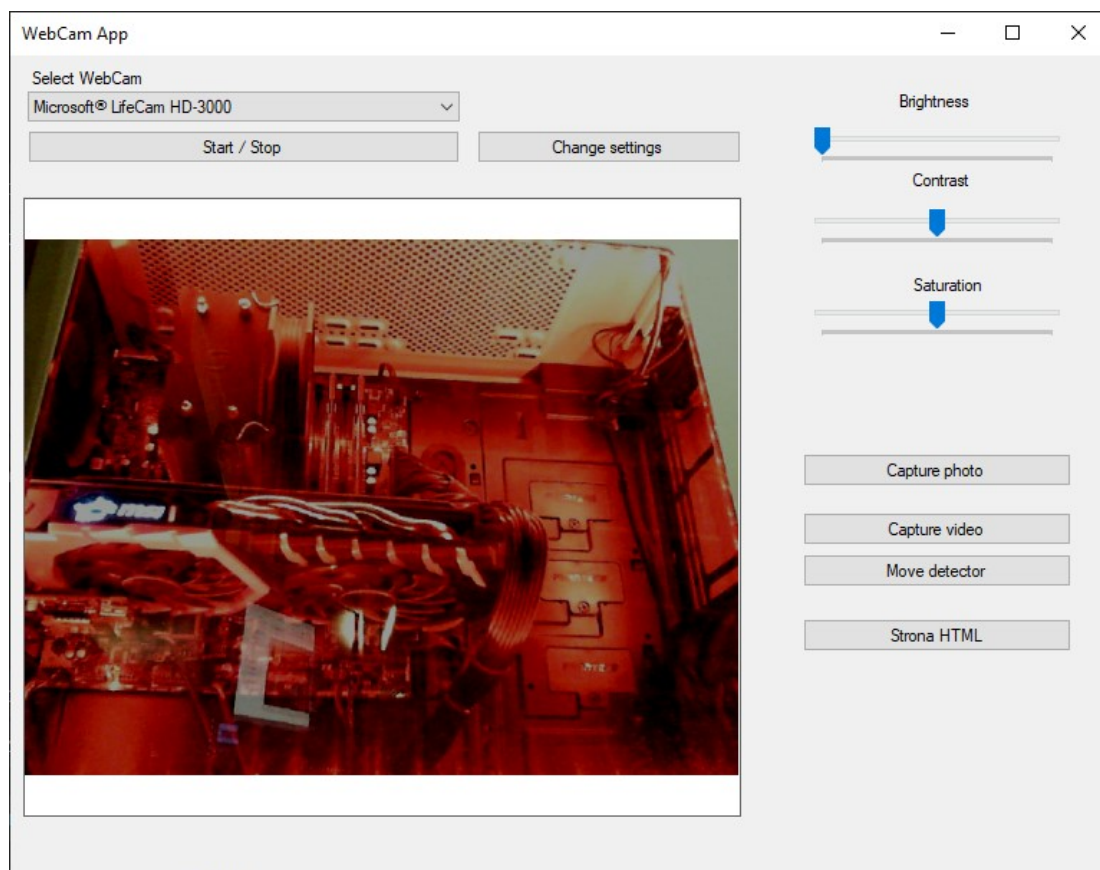 WebCam App
Select WebCam
Microsoft® LifeCam HD-3000
Start / Stop
Change settings
Brightness
Contrast
Saturation
Capture photo
Capture video
Move detector
Strona HTML
msi